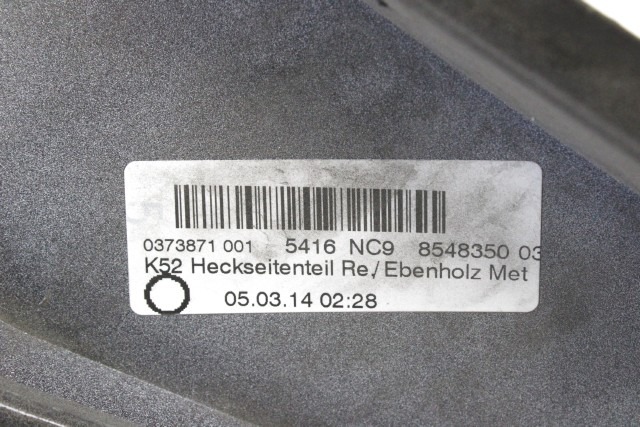 0373871 001 5416 NC9 8548350 03
K52 Heckseitenteil Re./ Ebenholz Met
05.03.14 02:28